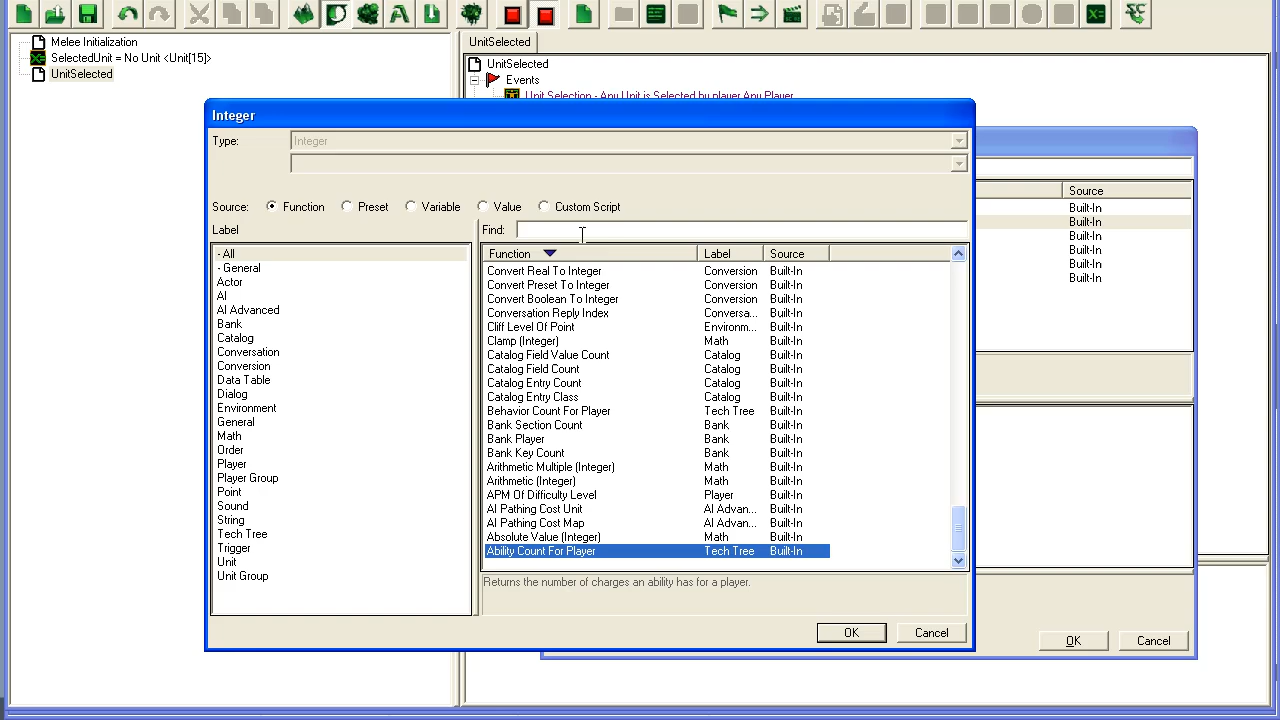 Melee Initialization
SelectedUnit = No Unit <Unit[15]>
UnitSelected
UnitSelected
UnitSelected
Events
Unit Selection - Any Unit is Selected by player Any Player
Integer
Type:
Integer
Source:
Function
Preset
Variable
Value
Custom Script
Label
Find:
- All
- General
Actor
AI
AI Advanced
Bank
Catalog
Conversation
Conversion
Data Table
Dialog
Environment
General
Math
Order
Player
Player Group
Point
Sound
String
Tech Tree
Trigger
Unit
Unit Group
Function Label Source
Convert Real To Integer Conversion Built-In
Convert Preset To Integer Conversion Built-In
Convert Boolean To Integer Conversion Built-In
Conversation Reply Index Conversa... Built-In
Cliff Level Of Point Environm... Built-In
Clamp (Integer) Math Built-In
Catalog Field Value Count Catalog Built-In
Catalog Field Count Catalog Built-In
Catalog Entry Count Catalog Built-In
Catalog Entry Class Catalog Built-In
Behavior Count For Player Tech Tree Built-In
Bank Section Count Bank Built-In
Bank Player Bank Built-In
Bank Key Count Bank Built-In
Arithmetic Multiple (Integer) Math Built-In
Arithmetic (Integer) Math Built-In
APM Of Difficulty Level Player Built-In
AI Pathing Cost Unit AI Advan... Built-In
AI Pathing Cost Map AI Advan... Built-In
Absolute Value (Integer) Math Built-In
Ability Count For Player Tech Tree Built-In
Returns the number of charges an ability has for a player.
OK
Cancel
Source
Built-In
Built-In
Built-In
Built-In
Built-In
Built-In
OK
Cancel